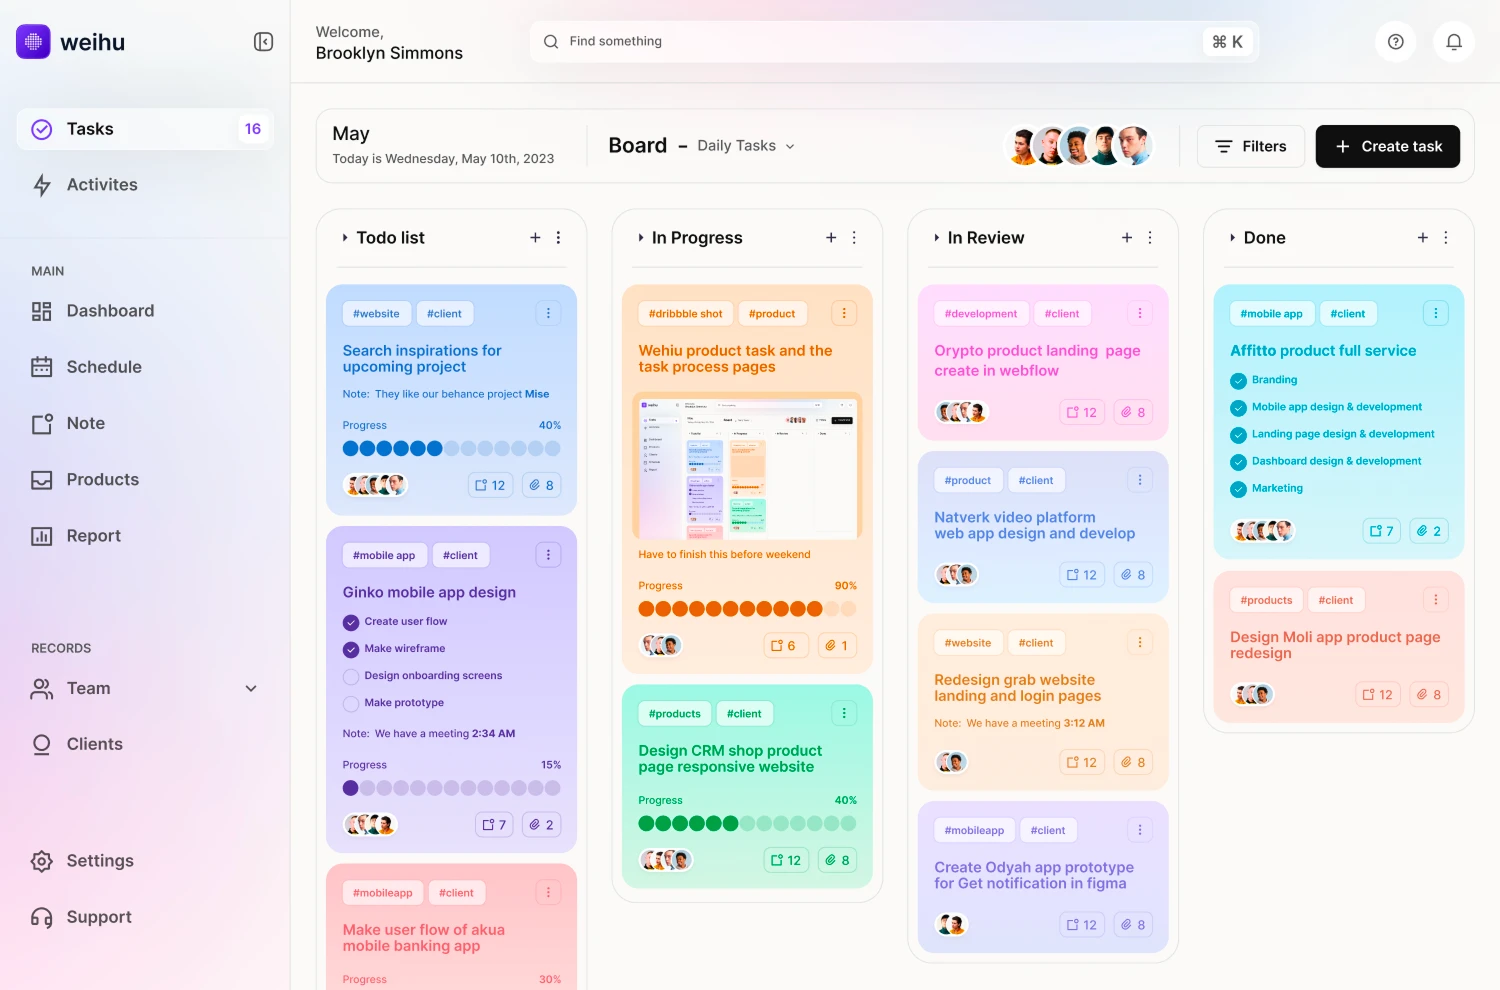 weihu
Welcome,
Brooklyn Simmons
Find something
⌘ K
Tasks
16
Activites
MAIN
Dashboard
Schedule
Note
Products
Report
RECORDS
Team
Clients
Settings
Support
May
Today is Wednesday, May 10th, 2023
Board – Daily Tasks
Filters
+ Create task
Todo list
#website
#client
Search inspirations for
upcoming project
Note: They like our behance project Mise
Progress
40%
12
8
#mobile app
#client
Ginko mobile app design
Create user flow
Make wireframe
Design onboarding screens
Make prototype
Note: We have a meeting 2:34 AM
Progress
15%
7
2
#mobileapp
#client
Make user flow of akua
mobile banking app
Progress
30%
In Progress
#dribbble shot
#product
Wehiu product task and the
task process pages
weihu
Have to finish this before weekend
Progress
90%
6
1
#products
#client
Design CRM shop product
page responsive website
Progress
40%
12
8
In Review
#development
#client
Orypto product landing page
create in webflow
12
8
#product
#client
Natverk video platform
web app design and develop
12
8
#website
#client
Redesign grab website
landing and login pages
Note: We have a meeting 3:12 AM
12
8
#mobileapp
#client
Create Odyah app prototype
for Get notification in figma
12
8
Done
#mobile app
#client
Affitto product full service
Branding
Mobile app design & development
Landing page design & development
Dashboard design & development
Marketing
7
2
#products
#client
Design Moli app product page
redesign
12
8